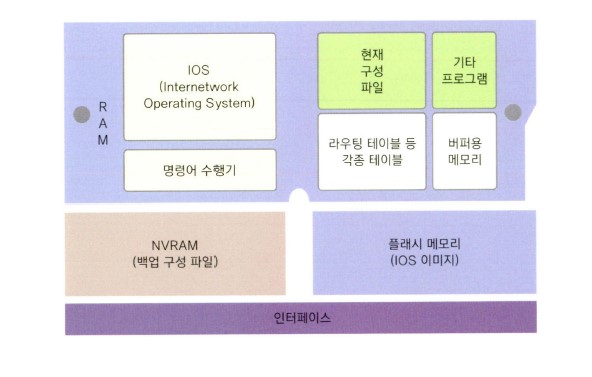 R
A
M
IOS
(Internetwork
Operating System)
명령어 수행기
현재
구성
파일
기타
프로그램
라우팅 테이블 등
각종 테이블
버퍼용
메모리
NVRAM
(백업 구성 파일)
플래시 메모리
(IOS 이미지)
인터페이스